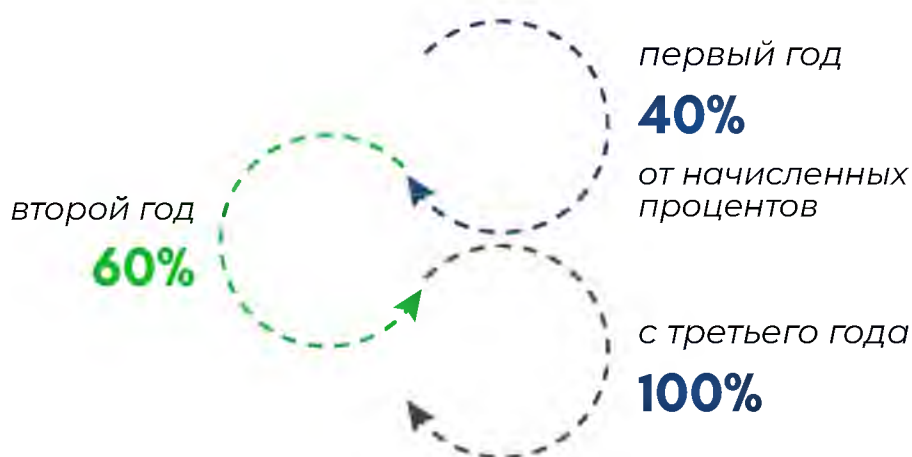 первый год
40%
от начисленных
процентов
второй год
60%
с третьего года
100%